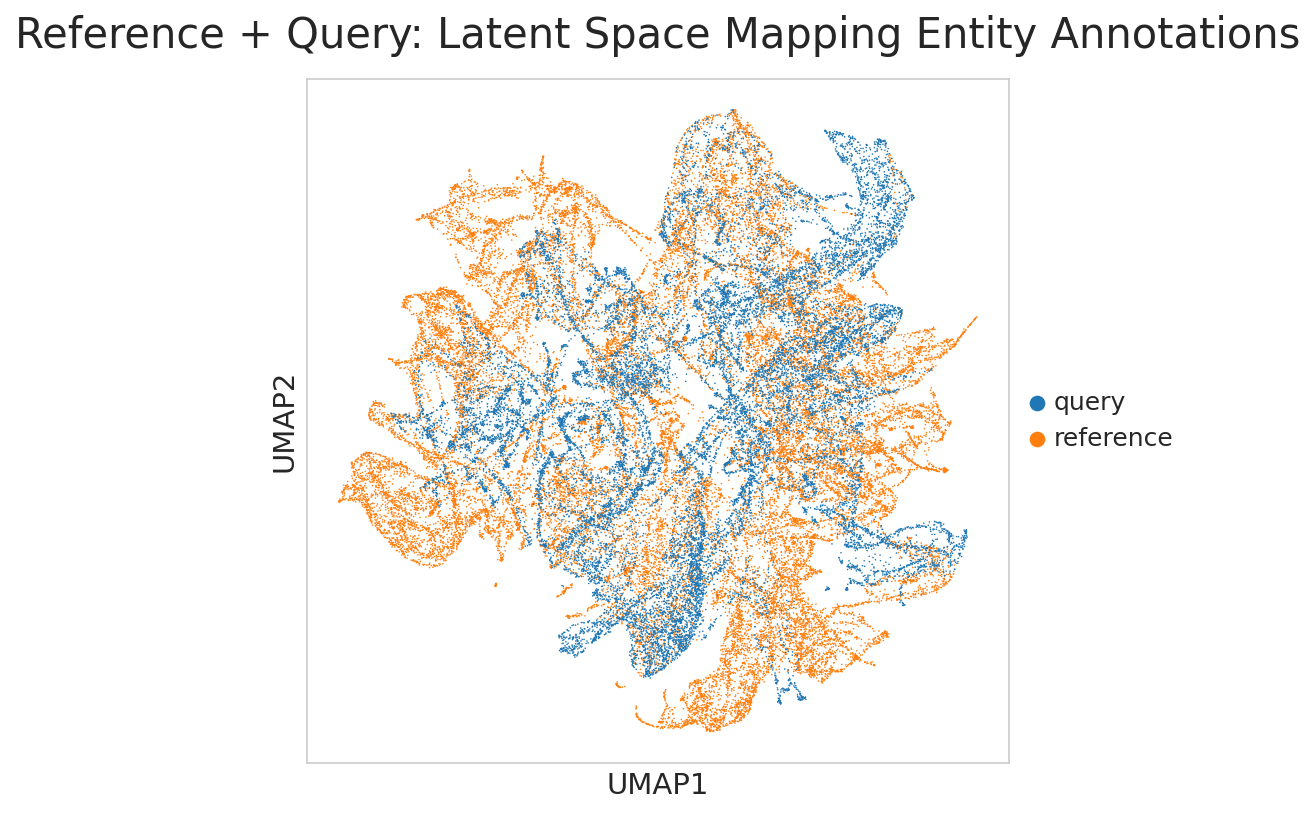 Reference + Query: Latent Space Mapping Entity Annotations
UMAP2
query
reference
UMAP1